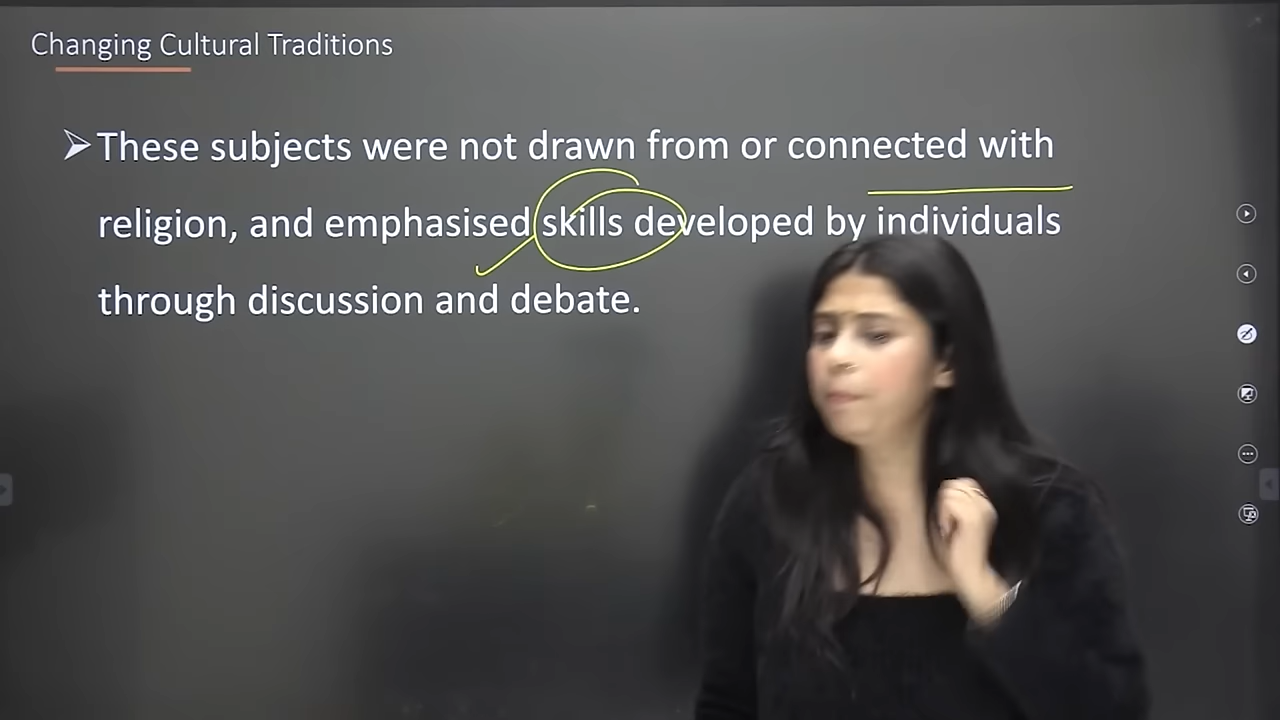 Changing Cultural Traditions
These subjects were not drawn from or connected with
religion, and emphasised skills developed by individuals
through discussion and debate.